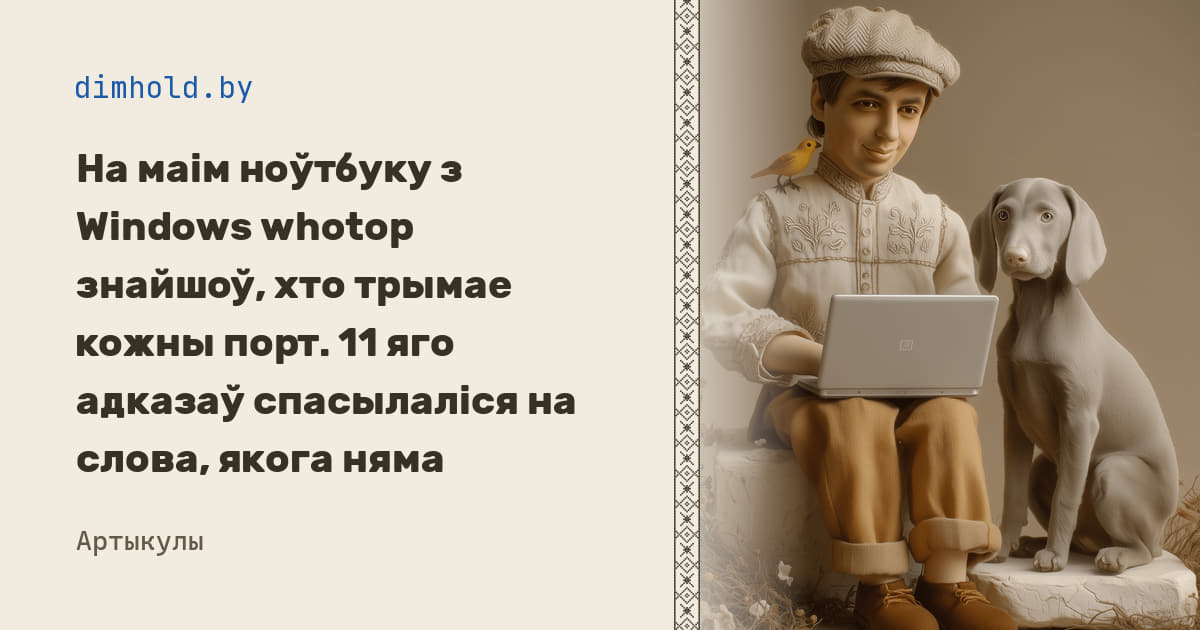 dimhold.by
На маім ноўтбуку з
Windows whotop
знайшоў, хто трымае
кожны порт. 11 яго
адказаў спасылаліся на
слова, якога няма
Артыкулы